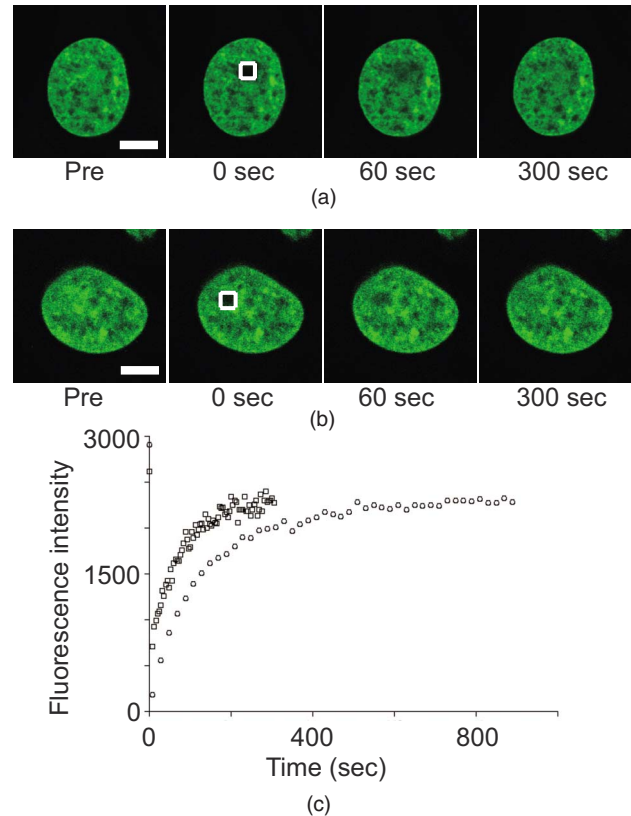 Pre 0 sec 60 sec 300 sec
(a)
Pre 0 sec 60 sec 300 sec
(b)
3000
1500
0
Fluorescence intensity
0 400 800
Time (sec)
(c)